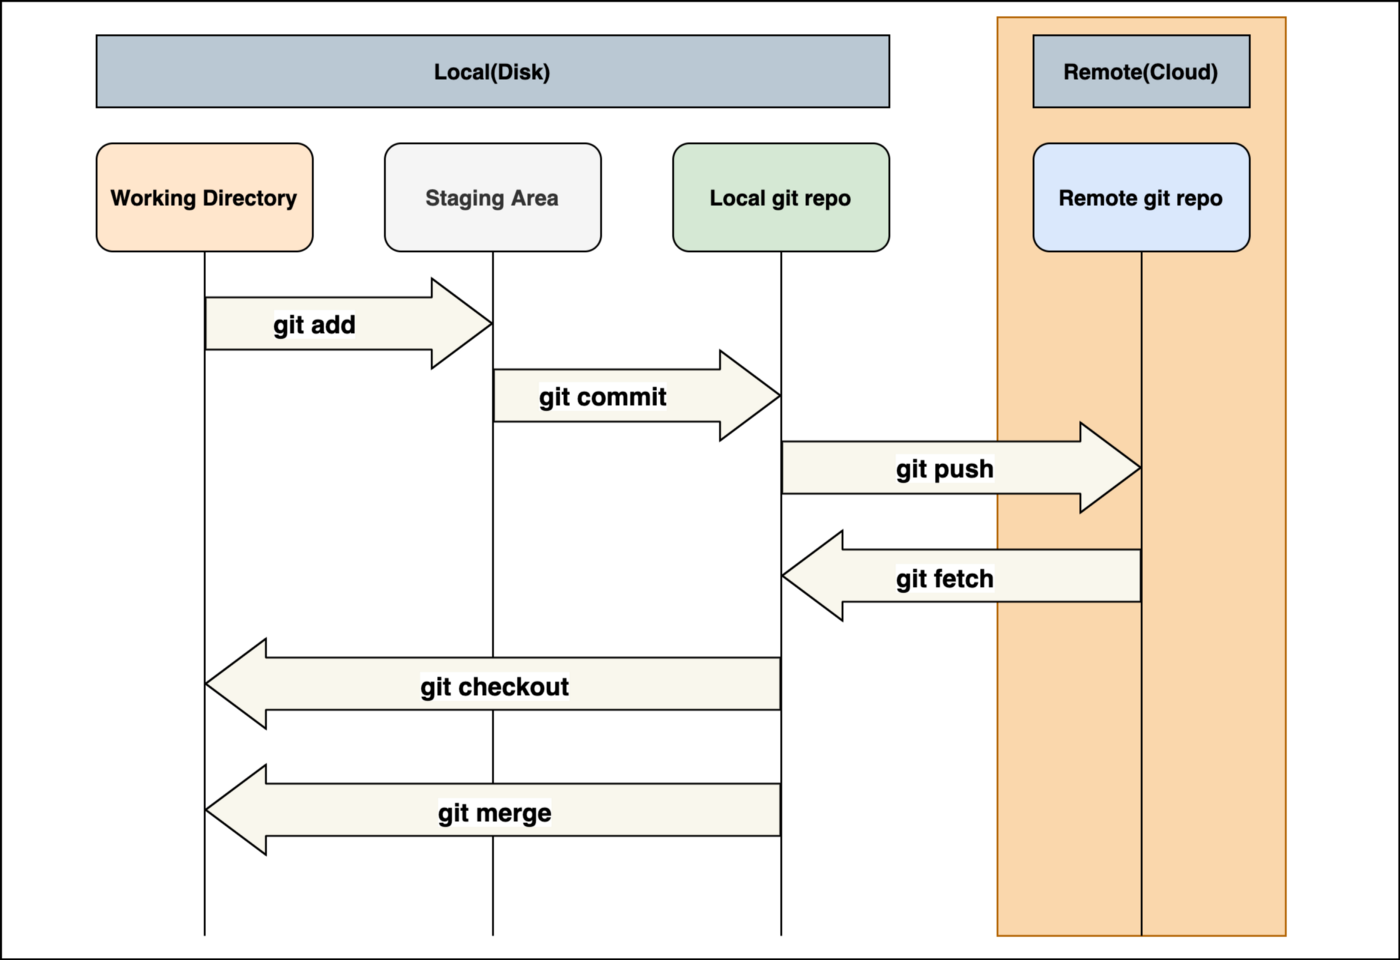 Local(Disk)
Remote(Cloud)
Working Directory
Staging Area
Local git repo
Remote git repo
git add
git commit
git push
git fetch
git checkout
git merge